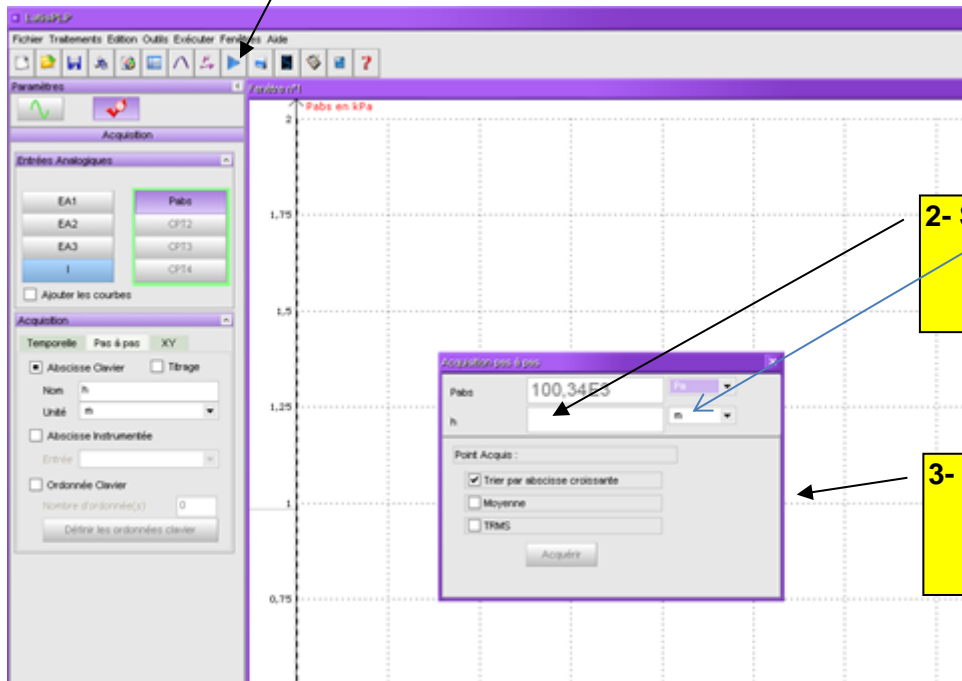 LatisPLP
Fichier Traitements Edition Outils Exécuter Fenêtres Aide
Paramètres
Acquisition
Entrées Analogiques
EA1 Pabs
EA2 CPT2
EA3 CPT3
I CPT4
Ajouter les courbes
Acquisition
Temporelle Pas à pas XY
Abscisse Clavier Titrage
Nom h
Unité m
Abscisse Instrumentée
Entrée
Ordonnée Clavier
Nombre d'ordonnée(s) 0
Définir les ordonnées clavier
Fenêtre n°1
Pabs en kPa
2
1,75
1,5
1,25
1
0,75
Acquisition pas à pas
Pabs 100,34E3 Pa
h m
Point Acquis :
Trier par abscisse croissante
Moyenne
TRMS
Acquérir
2- S
3-